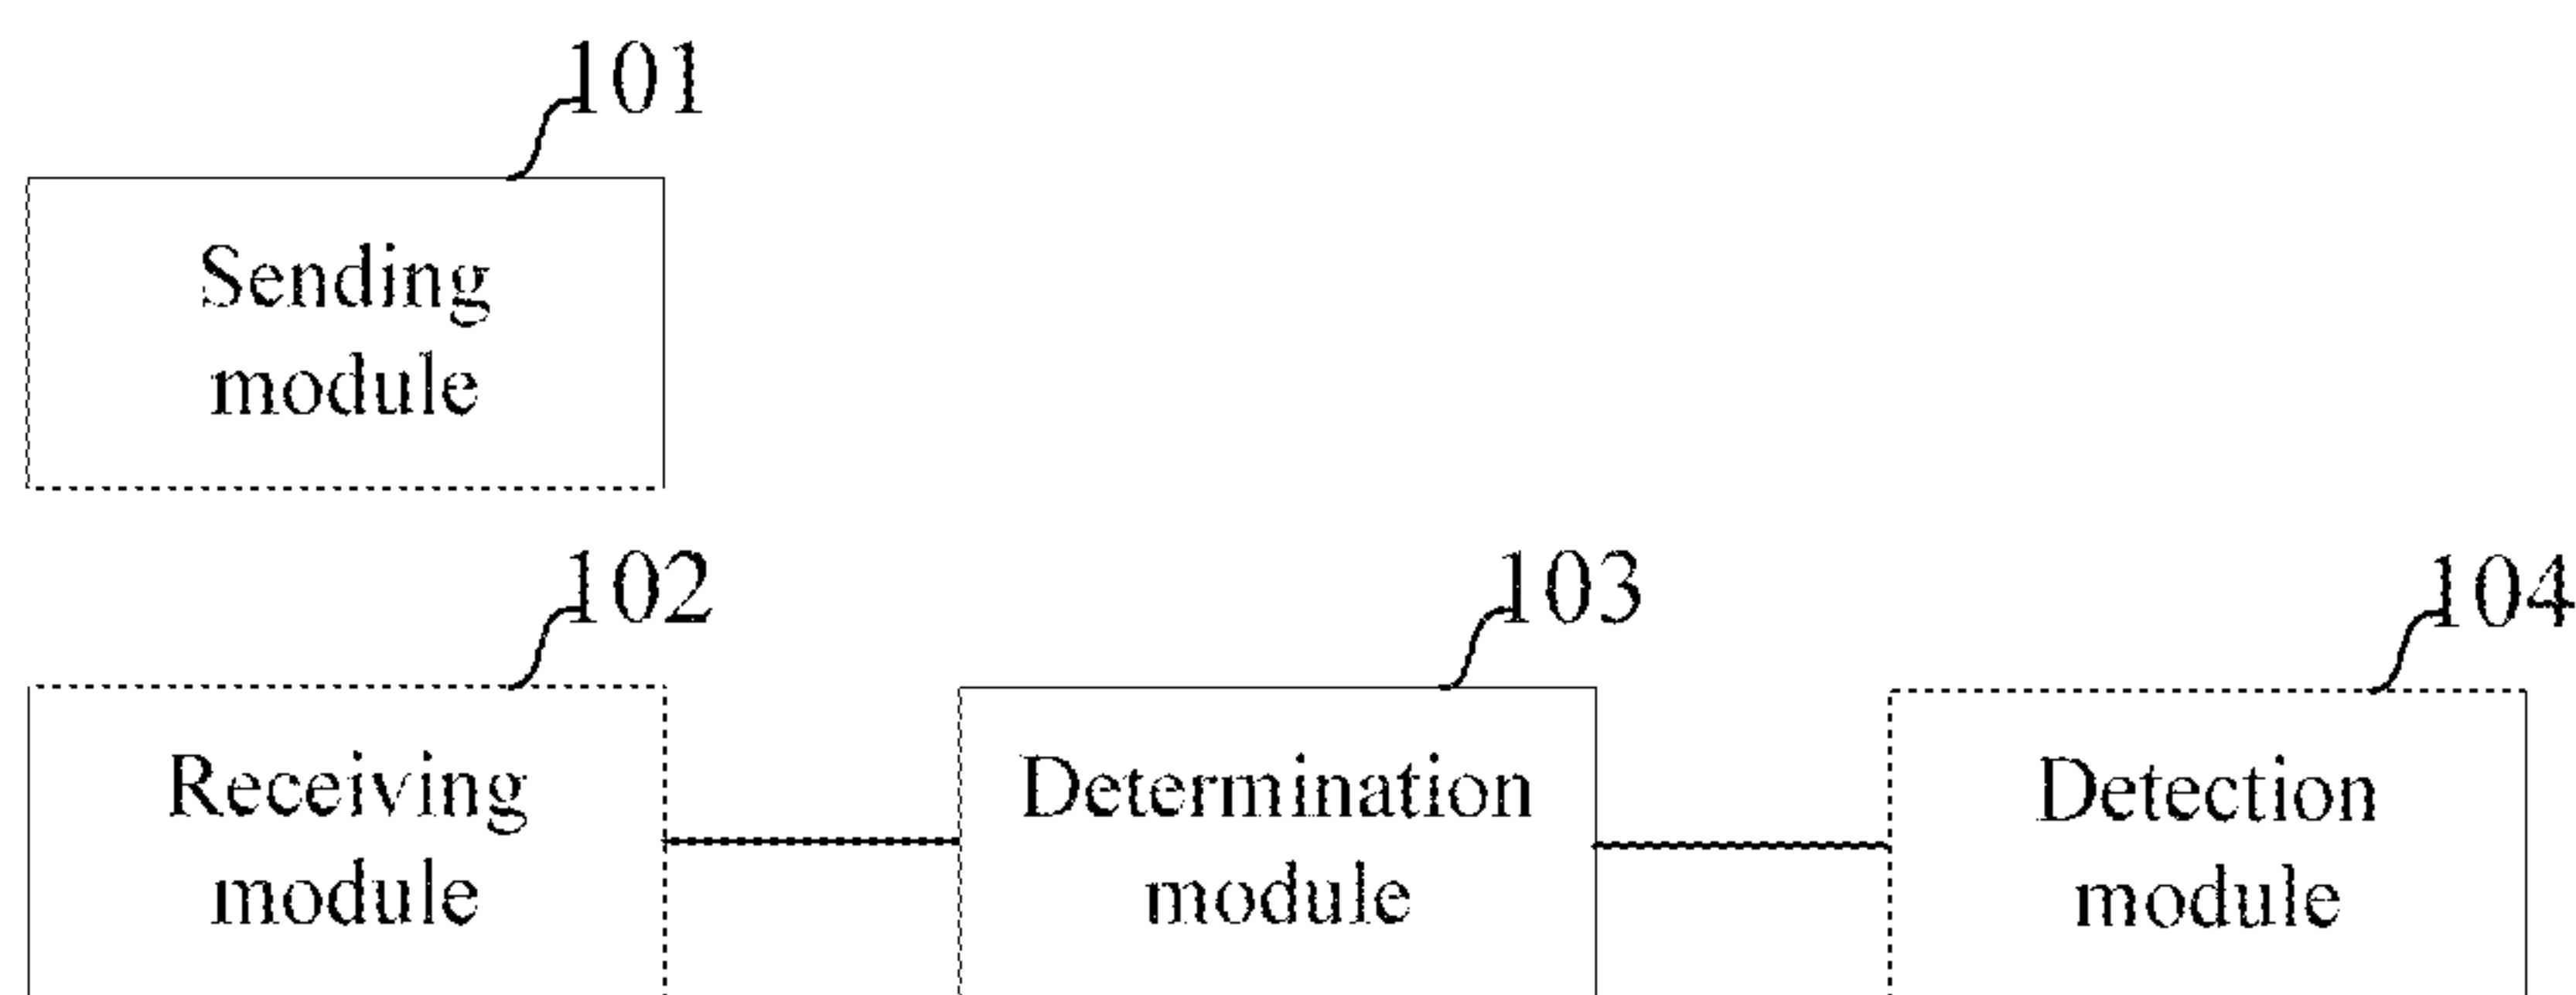 101
Sending
module
102
103
104
Receiving
module
Determination
module
Detection
module